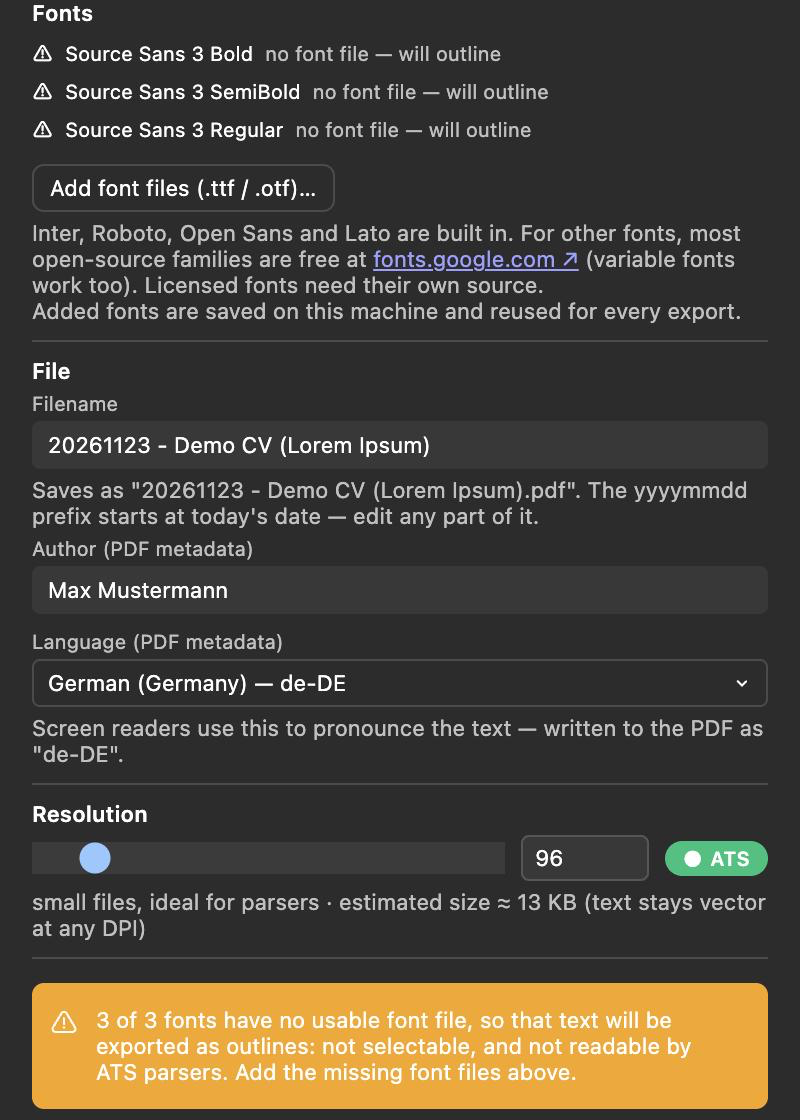 Fonts
Source Sans 3 Bold no font file — will outline
Source Sans 3 SemiBold no font file — will outline
Source Sans 3 Regular no font file — will outline
Add font files (.ttf / .otf)...
Inter, Roboto, Open Sans and Lato are built in. For other fonts, most
open-source families are free at fonts.google.com ↗ (variable fonts
work too). Licensed fonts need their own source.
Added fonts are saved on this machine and reused for every export.
File
Filename
20261123 - Demo CV (Lorem Ipsum)
Saves as "20261123 - Demo CV (Lorem Ipsum).pdf". The yyyymmdd
prefix starts at today's date — edit any part of it.
Author (PDF metadata)
Max Mustermann
Language (PDF metadata)
German (Germany) — de-DE
Screen readers use this to pronounce the text — written to the PDF as
"de-DE".
Resolution
96 ATS
small files, ideal for parsers · estimated size ≈ 13 KB (text stays vector
at any DPI)
3 of 3 fonts have no usable font file, so that text will be
exported as outlines: not selectable, and not readable by
ATS parsers. Add the missing font files above.